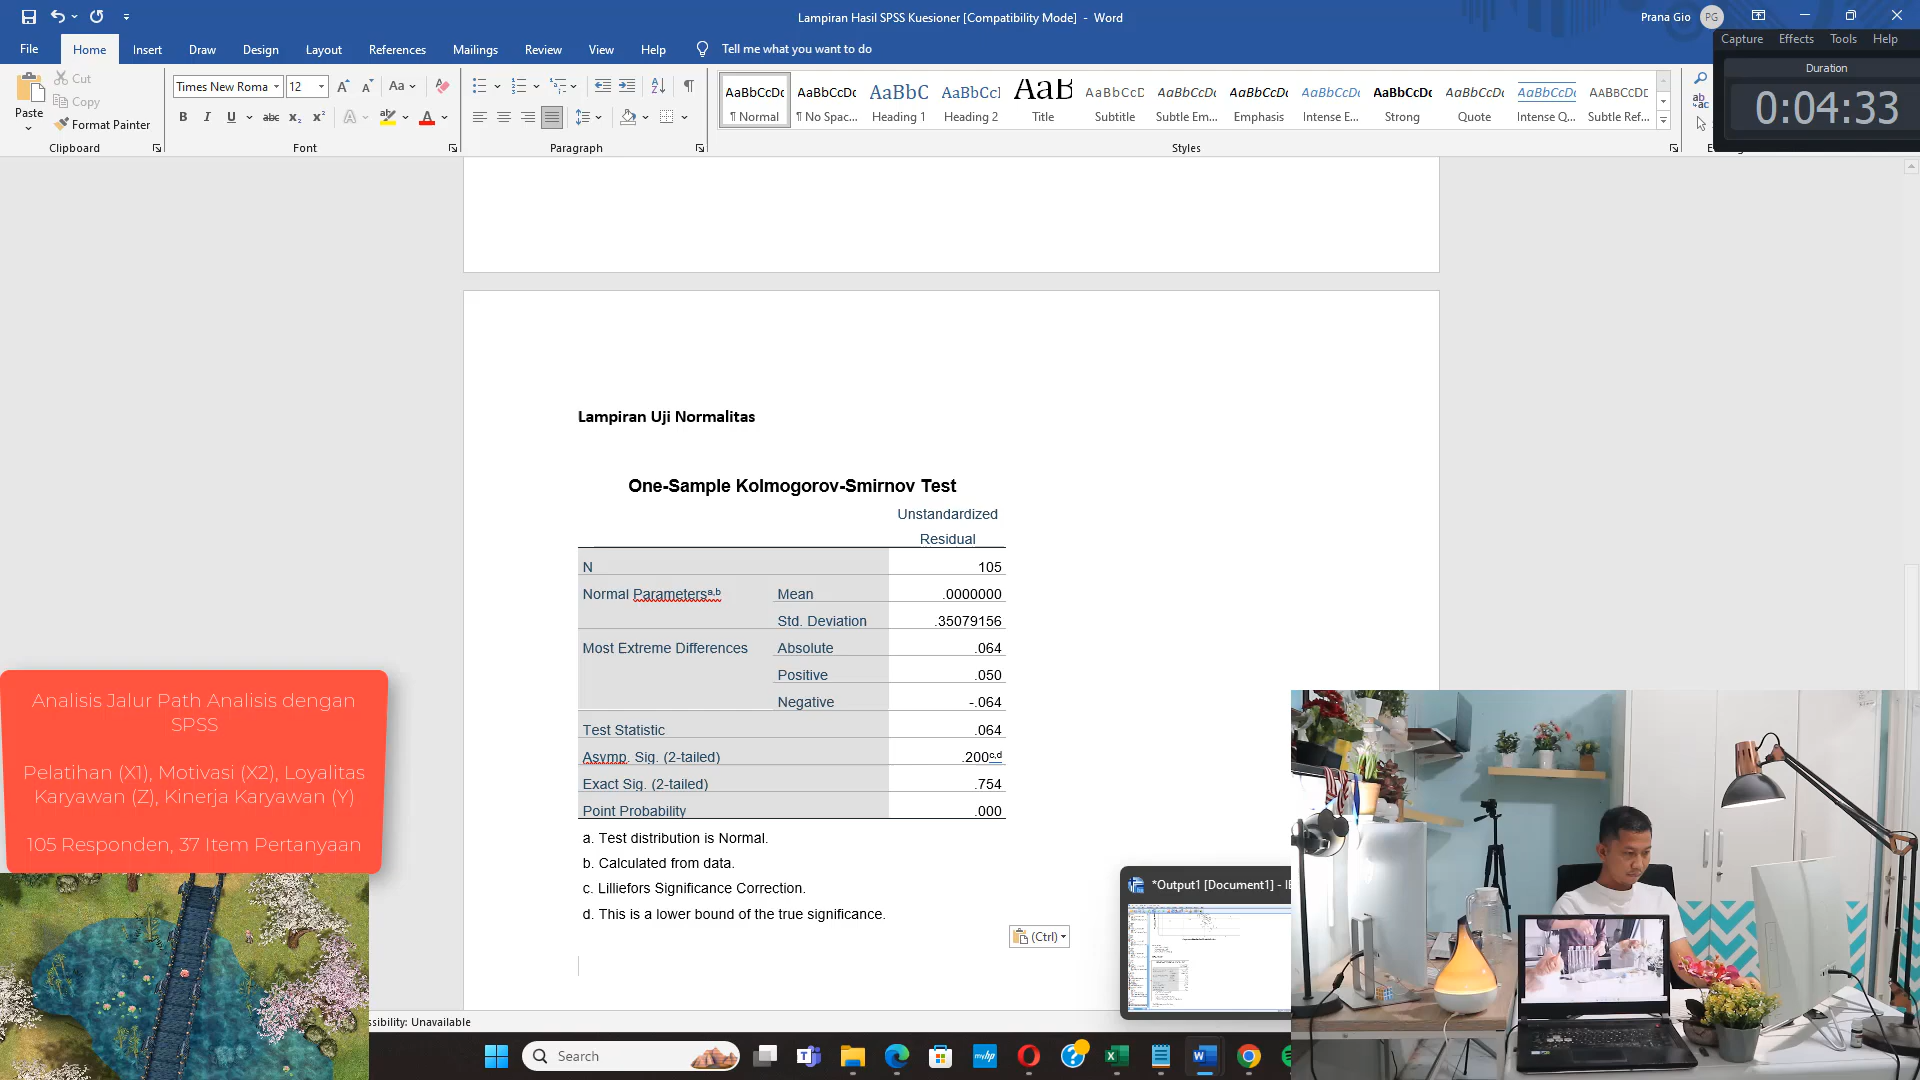 Lampiran Hasil SPSS Kuesioner [Compatibility Mode] - Word
Prana Gio PG
File Home Insert Draw Design Layout References Mailings Review View Help Tell me what you want to do
Capture Effects Tools Help
Duration
0:04:33
Paste
Cut
Copy
Format Painter
Clipboard
Times New Roma 12
Font
Paragraph
AaBbCcDc AaBbCcDc AaBbC AaBbCcI AaB AaBbCcD AaBbCcDc AaBbCcDc AaBbCcDc AaBbCcDc AaBbCcDc AaBbCcDc AABBCCDE
¶ Normal ¶ No Spac... Heading 1 Heading 2 Title Subtitle Subtle Em... Emphasis Intense E... Strong Quote Intense Q... Subtle Ref...
Styles
Lampiran Uji Normalitas
One-Sample Kolmogorov-Smirnov Test
Unstandardized
Residual
N 105
Normal Parametersa,b Mean .0000000
Std. Deviation .35079156
Most Extreme Differences Absolute .064
Positive .050
Negative -.064
Test Statistic .064
Asymp. Sig. (2-tailed) .200c,d
Exact Sig. (2-tailed) .754
Point Probability .000
a. Test distribution is Normal.
b. Calculated from data.
c. Lilliefors Significance Correction.
d. This is a lower bound of the true significance.
(Ctrl)
Analisis Jalur Path Analisis dengan
SPSS
Pelatihan (X1), Motivasi (X2), Loyalitas
Karyawan (Z), Kinerja Karyawan (Y)
105 Responden, 37 Item Pertanyaan
*Output1 [Document1] -
sibility: Unavailable
Search